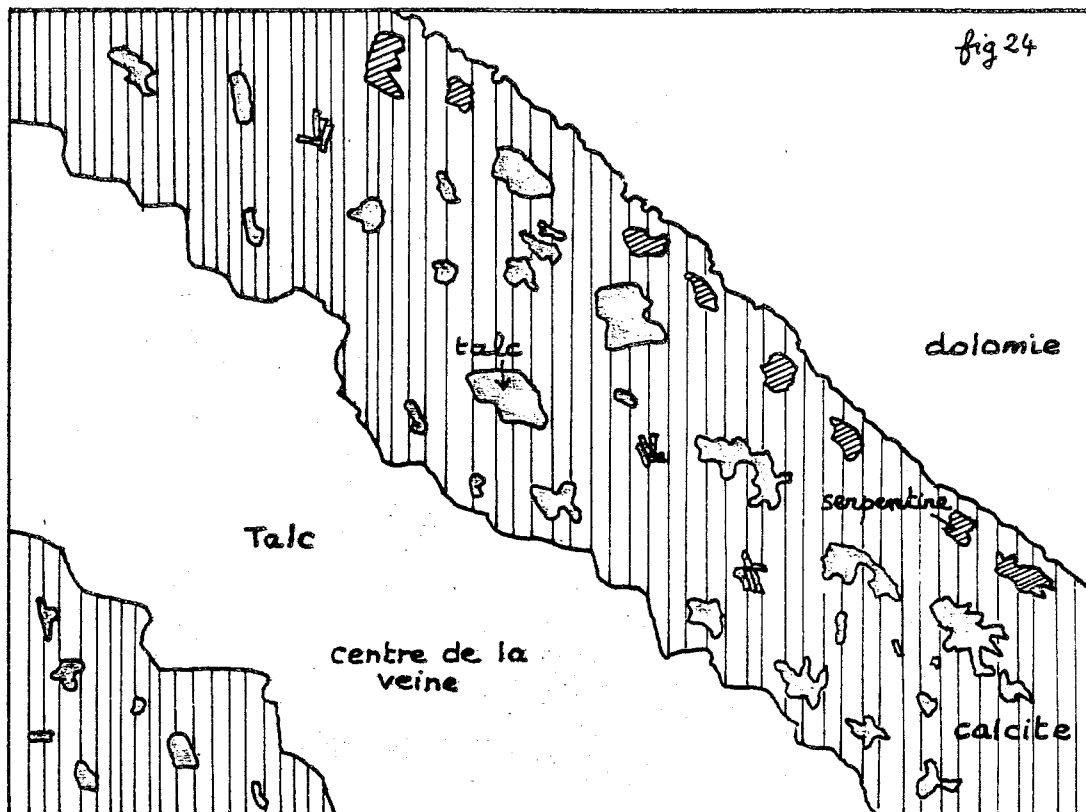 fig 24
dolomie
talc
serpentine
Talc
centre de la
veine
calcite